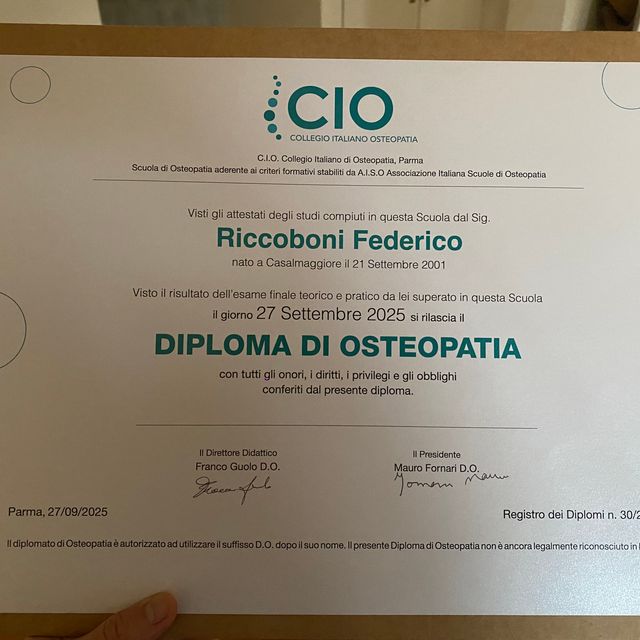 CIO
COLLEGIO ITALIANO OSTEOPATIA
C.I.O. Collegio Italiano di Osteopatia, Parma
Scuola di Osteopatia aderente ai criteri formativi stabiliti da A.I.S.O Associazione Italiana Scuole di Osteopatia
Visti gli attestati degli studi compiuti in questa Scuola dal Sig.
Riccoboni Federico
nato a Casalmaggiore il 21 Settembre 2001
Visto il risultato dell'esame finale teorico e pratico da lei superato in questa Scuola
il giorno 27 Settembre 2025 si rilascia il
DIPLOMA DI OSTEOPATIA
con tutti gli onori, i diritti, i privilegi e gli obblighi
conferiti dal presente diploma.
Il Direttore Didattico
Franco Guolo D.O.
Il Presidente
Mauro Fornari D.O.
Parma, 27/09/2025
Registro dei Diplomi n. 30/2
Il diplomato di Osteopatia è autorizzato ad utilizzare il suffisso D.O. dopo il suo nome. Il presente Diploma di Osteopatia non è ancora legalmente riconosciuto in